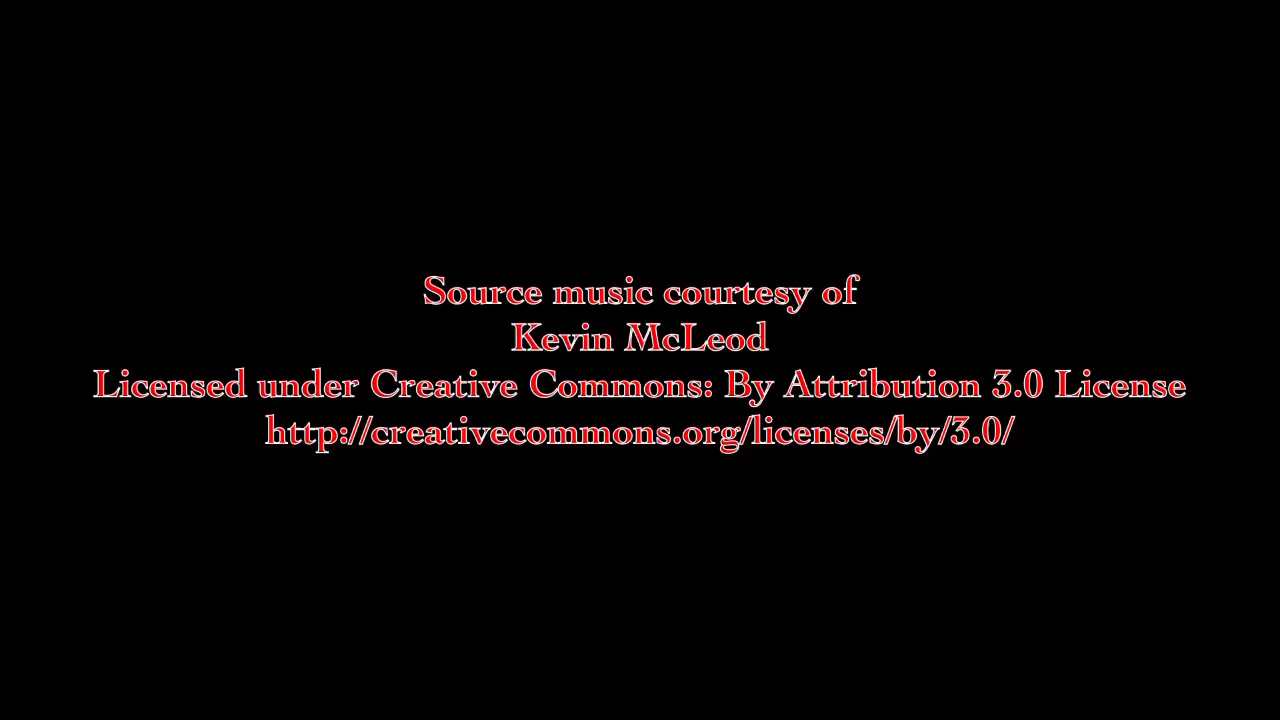 Source music courtesy of
Kevin McLeod
Licensed under Creative Commons: By Attribution 3.0 License
http://creativecommons.org/licenses/by/3.0/